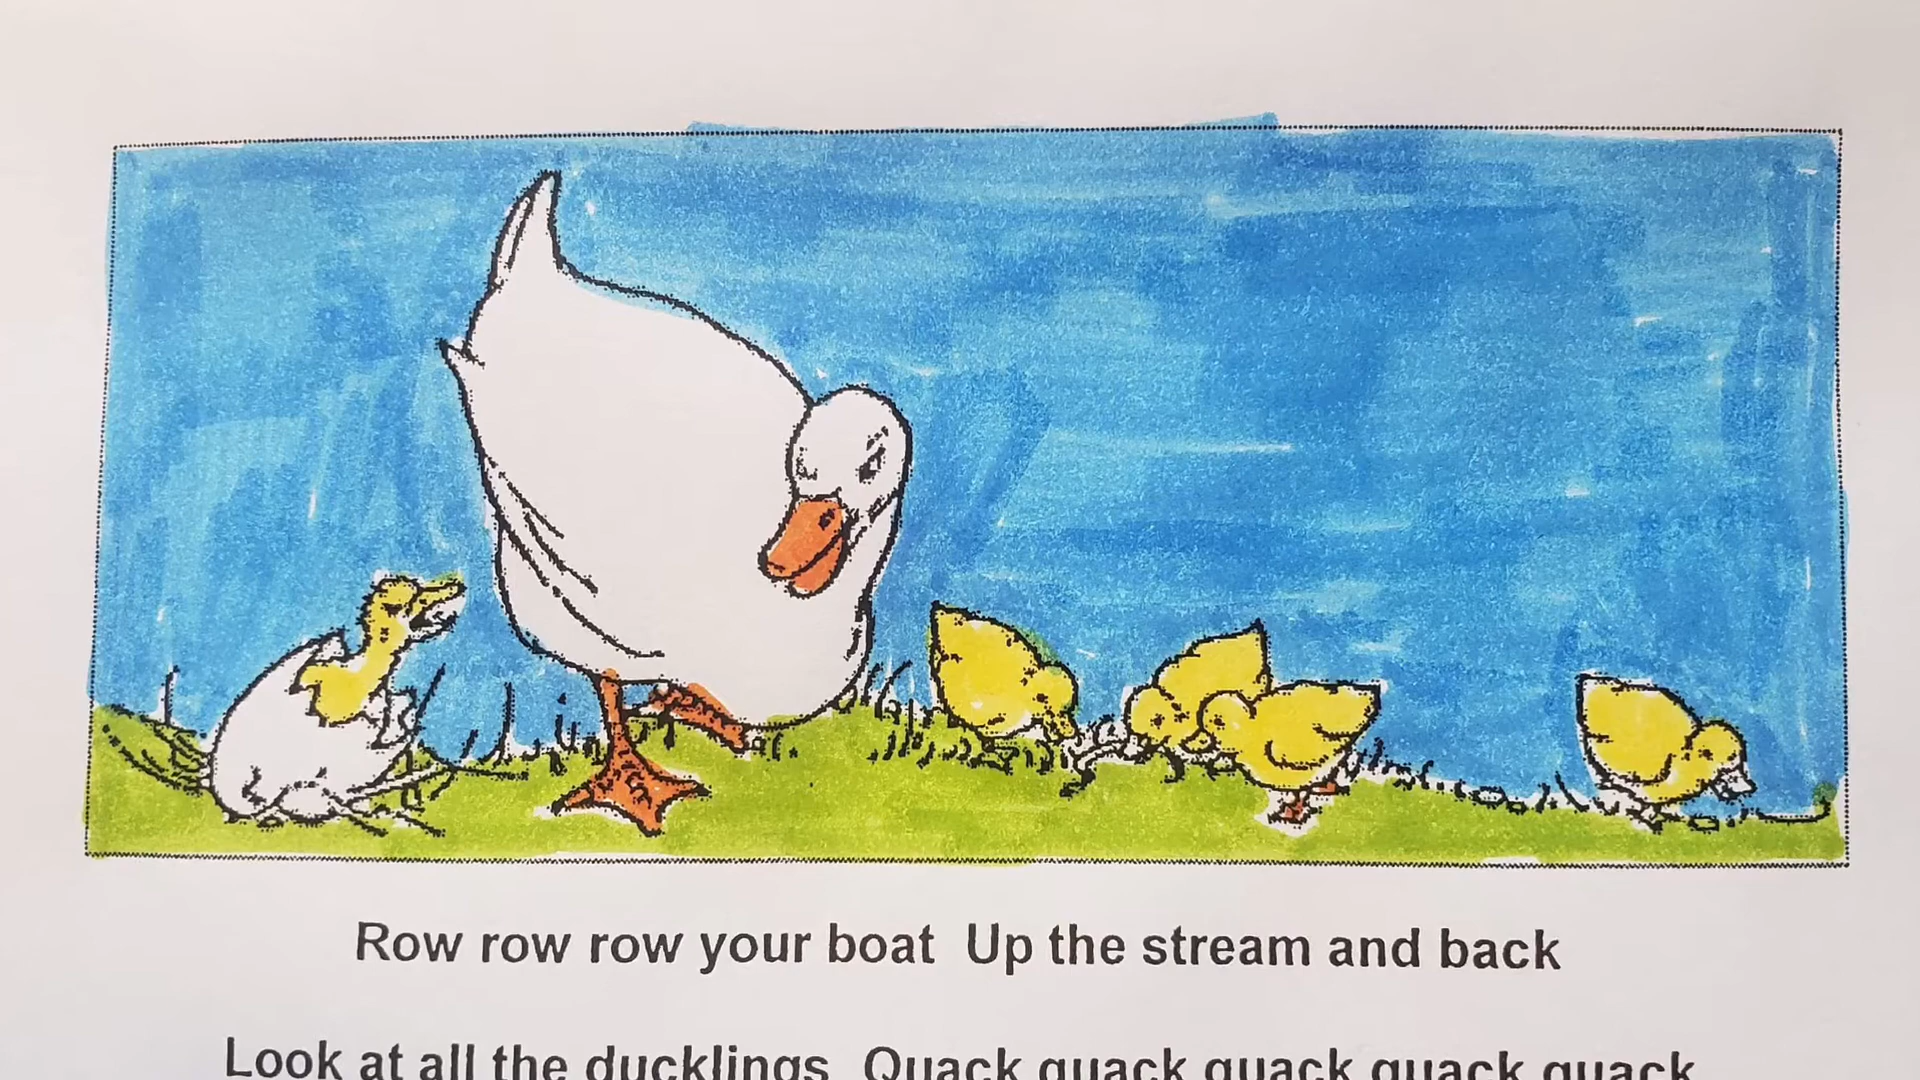 Row row row your boat  Up the stream and back
Look at all the ducklings  Quack quack quack quack quack